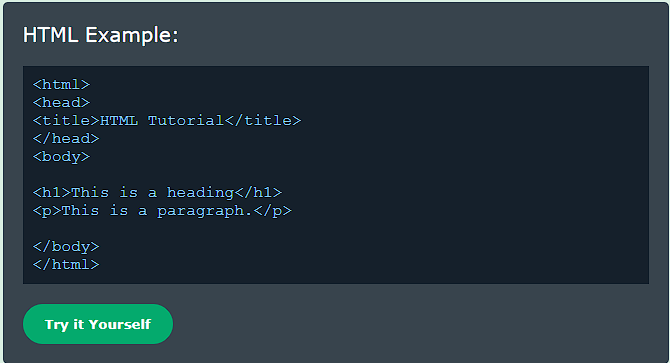 HTML Example:
<html>
<head>
<title>HTML Tutorial</title>
</head>
<body>
<h1>This is a heading</h1>
<p>This is a paragraph.</p>
</body>
</html>
Try it Yourself